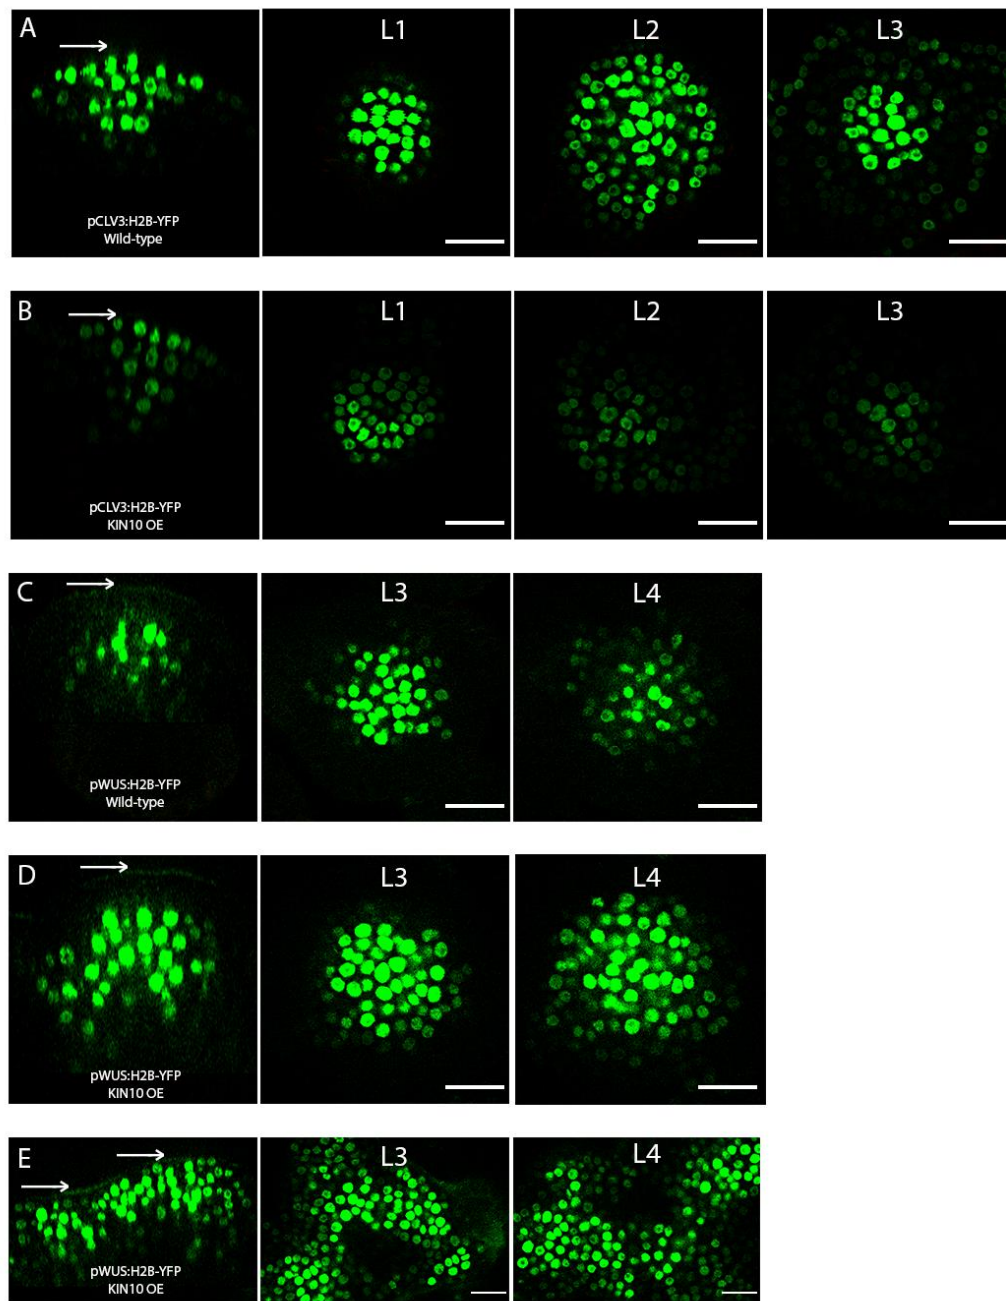 A
L1
L2
L3
pCLV3:H2B-YFP
Wild-type
B
L1
L2
L3
pCLV3:H2B-YFP
KIN10 OE
C
L3
L4
pWUS:H2B-YFP
Wild-type
D
L3
L4
pWUS:H2B-YFP
KIN10 OE
E
L3
L4
pWUS:H2B-YFP
KIN10 OE